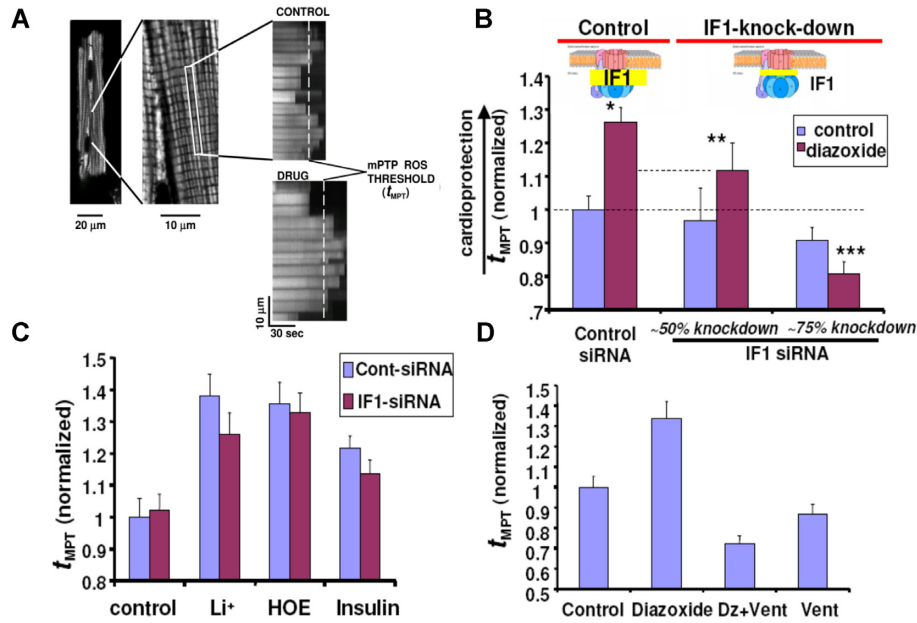 A
CONTROL
mPTP ROS
THRESHOLD
(tMPT)
DRUG
20 µm
10 µm
10 µm
30 sec
B
Control
IF1-knock-down
IF1
IF1
cardioprotection
tMPT (normalized)
1.4
1.3
1.2
1.1
1
0.9
0.8
.7
*
**
***
control
diazoxide
Control
siRNA
~50% knockdown
~75% knockdown
IF1 siRNA
C
tMPT (normalized)
1.5
1.4
1.3
1.2
1.1
1
0.9
0.8
Cont-siRNA
IF1-siRNA
control
Li+
HOE
Insulin
D
tMPT (normalized)
1.5
1.4
1.3
1.2
1.1
1
0.9
0.8
0.7
0.6
0.5
Control
Diazoxide
Dz+Vent
Vent